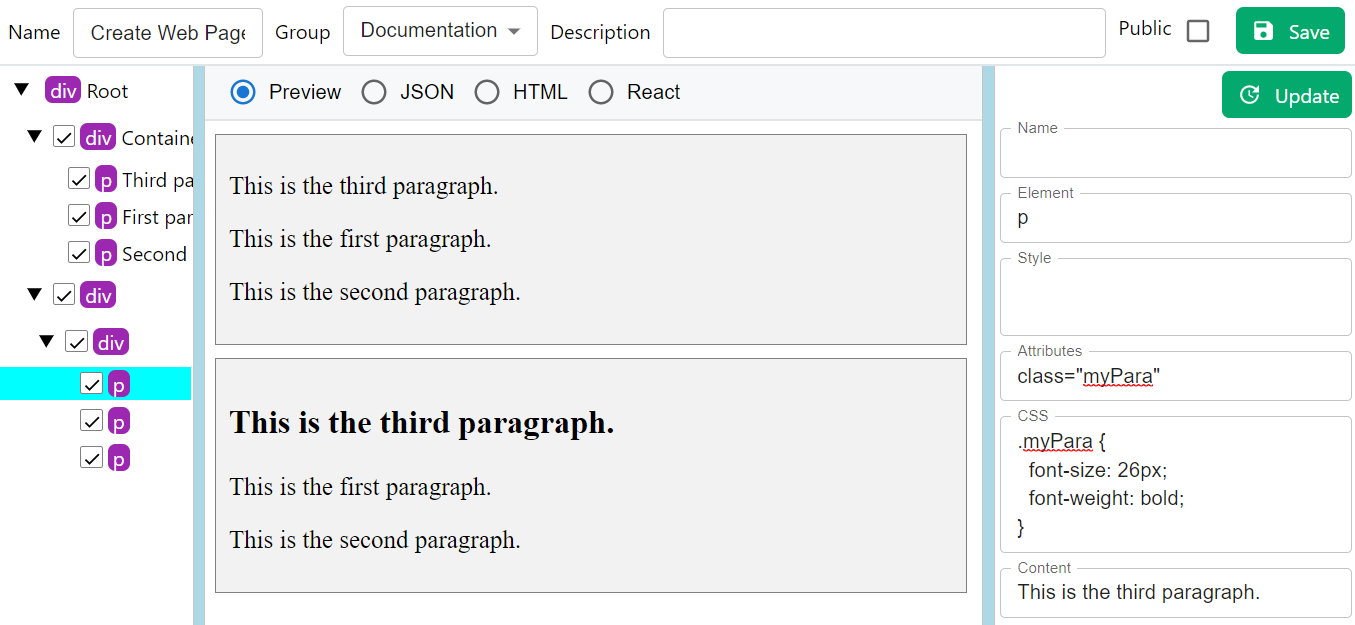 Name Create Web Page Group Documentation Description Public Save
div Root
div Containe
p Third pa
p First par
p Second
div
div
p
p
p
Preview JSON HTML React
This is the third paragraph.
This is the first paragraph.
This is the second paragraph.
This is the third paragraph.
This is the first paragraph.
This is the second paragraph.
Update
Name
Element
p
Style
Attributes
class="myPara"
CSS
.myPara {
font-size: 26px;
font-weight: bold;
}
Content
This is the third paragraph.